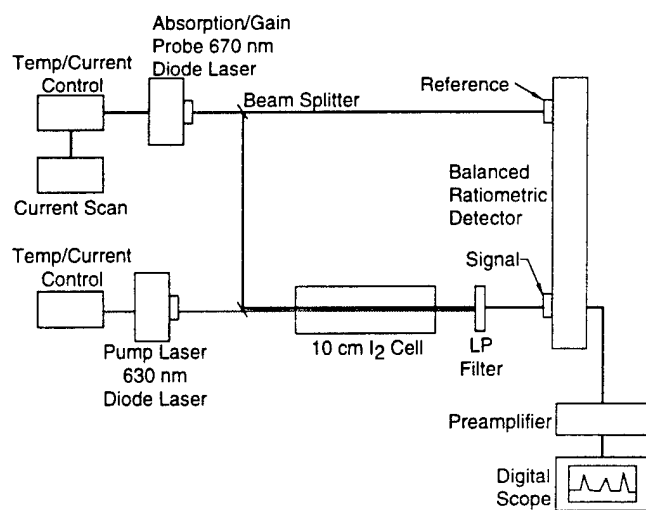 Absorption/Gain
Probe 670 nm
Diode Laser
Temp/Current
Control
Beam Splitter
Reference
Current Scan
Balanced
Ratiometric
Detector
Temp/Current
Control
Signal
10 cm I2 Cell
LP
Filter
Pump Laser
630 nm
Diode Laser
Preamplifier
Digital
Scope